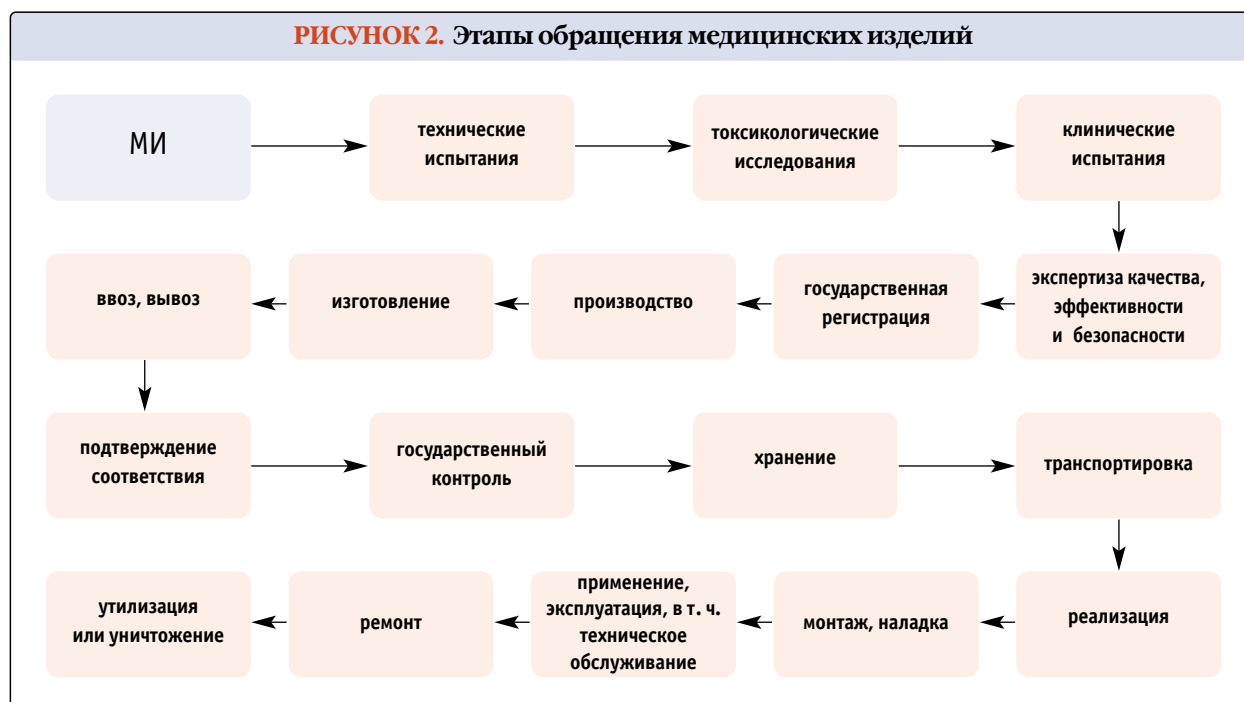 РИСУНОК 2. Этапы обращения медицинских изделий
МИ
технические
испытания
токсикологические
исследования
клинические
испытания
экспертиза качества,
эффективности
и безопасности
государственная
регистрация
производство
изготовление
ввоз, вывоз
подтверждение
соответствия
государственный
контроль
хранение
транспортировка
реализация
монтаж, наладка
применение,
эксплуатация, в т. ч.
техническое
обслуживание
ремонт
утилизация
или уничтожение